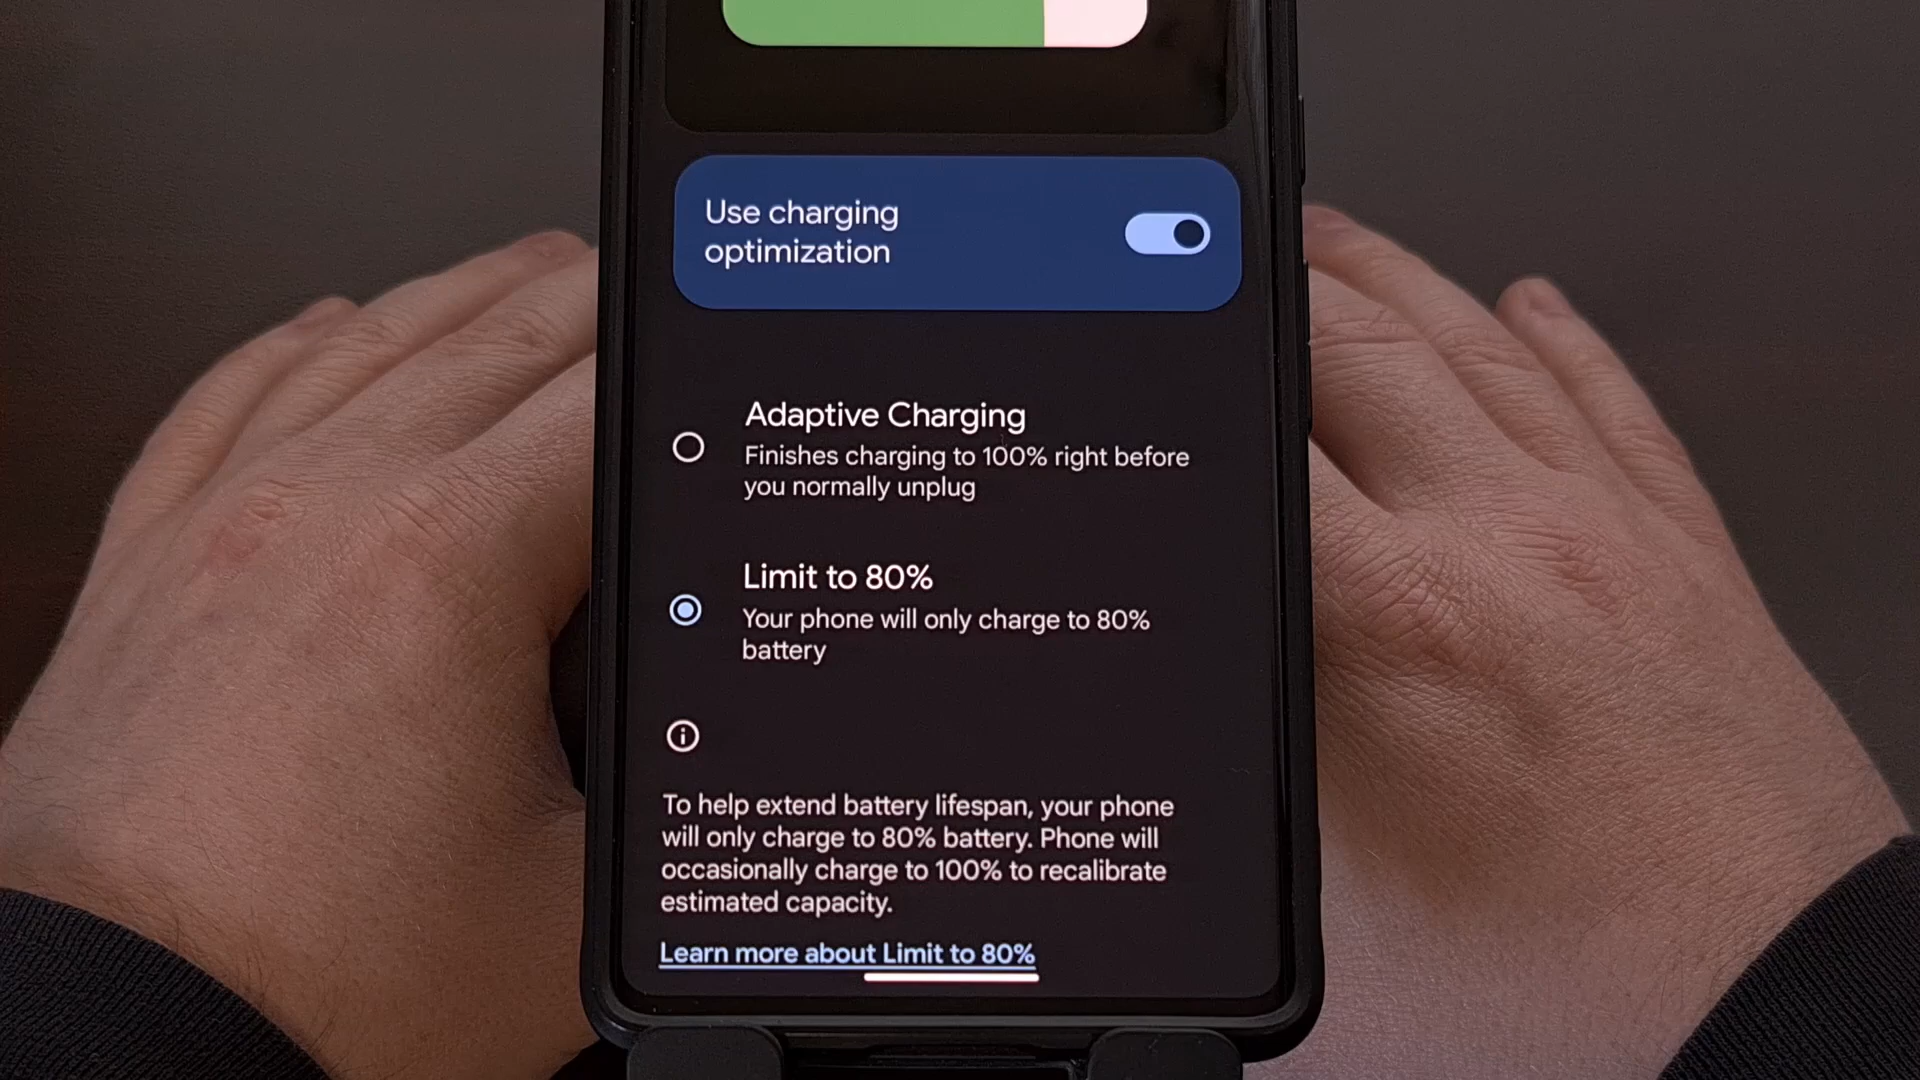 Use charging
optimization
Adaptive Charging
Finishes charging to 100% right before
you normally unplug
Limit to 80%
Your phone will only charge to 80%
battery
To help extend battery lifespan, your phone
will only charge to 80% battery. Phone will
occasionally charge to 100% to recalibrate
estimated capacity.
Learn more about Limit to 80%